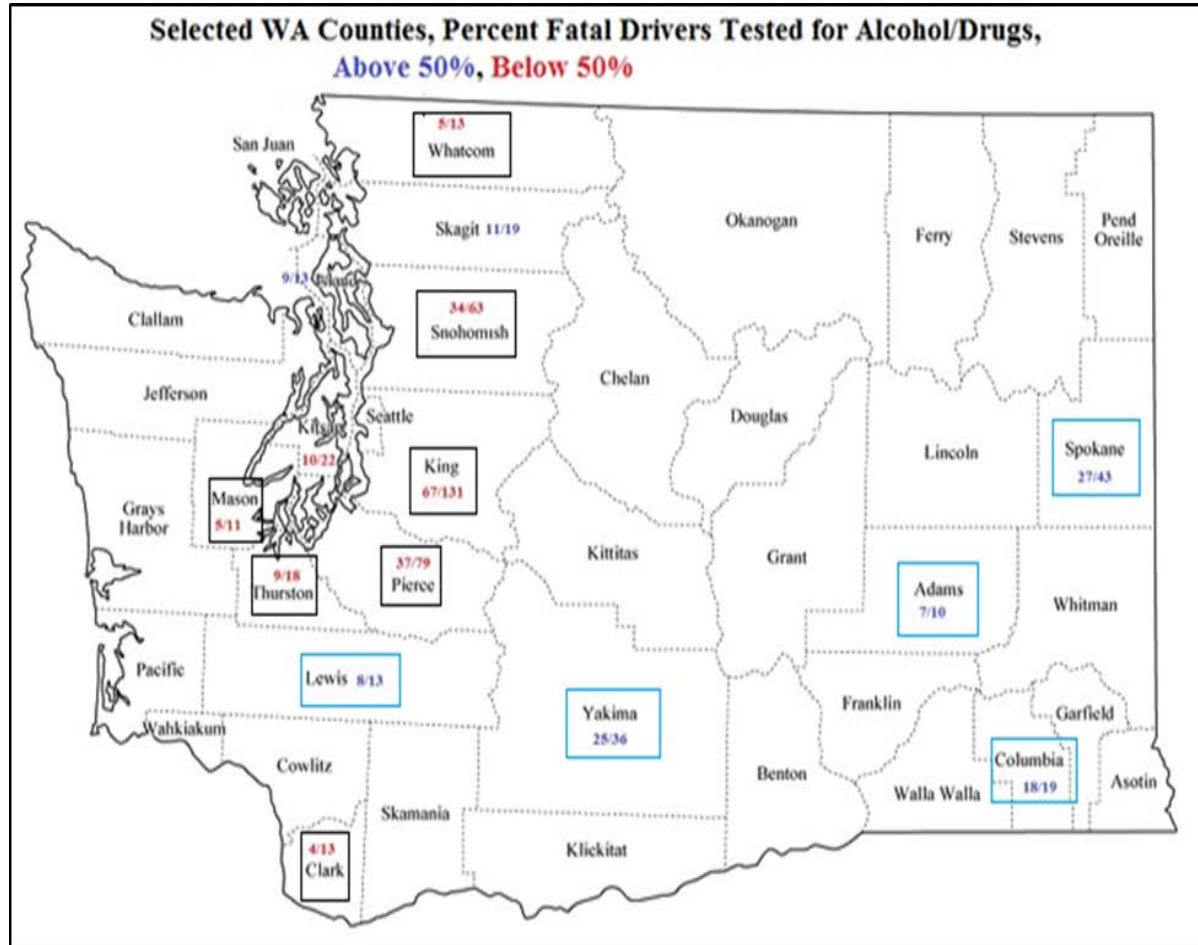 Selected WA Counties, Percent Fatal Drivers Tested for Alcohol/Drugs,
Above 50%, Below 50%
5/13
Whatcom
San Juan
Skagit 11/19
Okanogan
Ferry
Stevens
Pend
Oreille
9/13 Island
Clallam
34/63
Snohomish
Jefferson
Chelan
Douglas
Seattle
Kitsap
10/22
King
67/131
Lincoln
Spokane
27/43
Mason
5/11
Grays
Harbor
9/18
Thurston
37/79
Pierce
Kittitas
Grant
Adams
7/10
Whitman
Pacific
Lewis 8/13
Yakima
25/36
Franklin
Garfield
Wahkiakum
Cowlitz
Skamania
Benton
Walla Walla
Columbia
18/19
Asotin
4/13
Clark
Klickitat